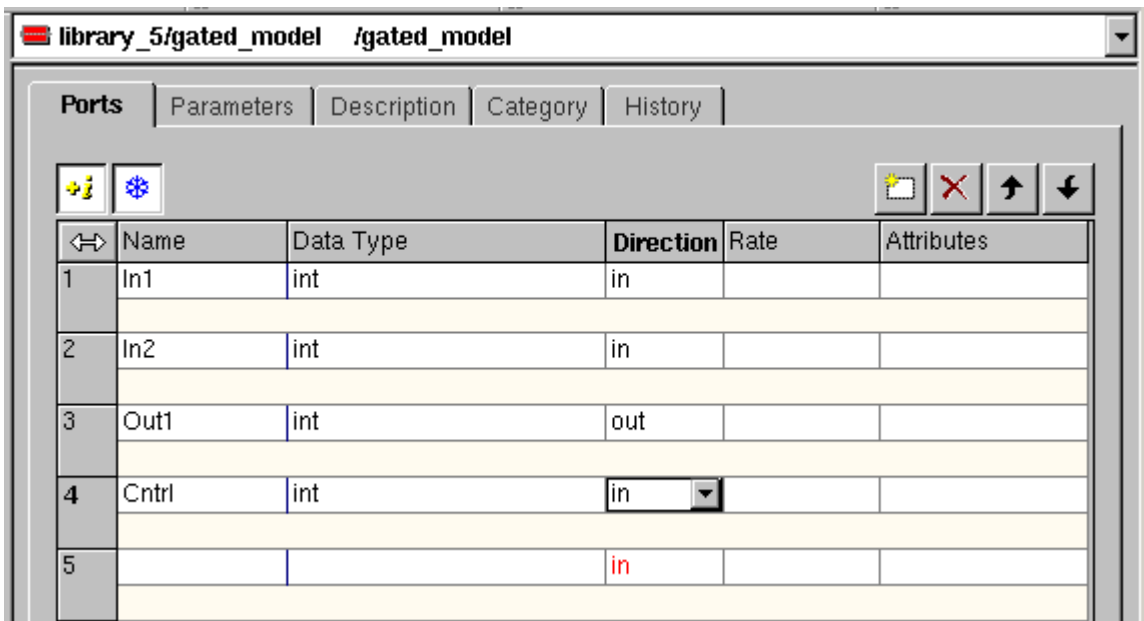 library_5/gated_model /gated_model
Ports Parameters Description Category History
Name Data Type Direction Rate Attributes
1 In1 int in
2 In2 int in
3 Out1 int out
4 Cntrl int in
5 in